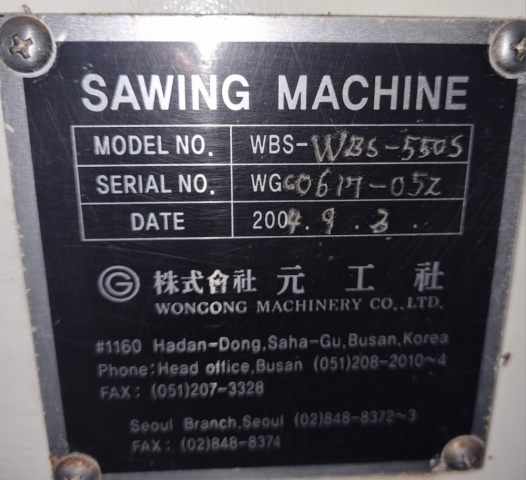 SAWING MACHINE
MODEL NO. WBS-WBS-550S
SERIAL NO.
DATE 2004.9.3.
株式會社 元工社
WONGONG MACHINERY CO.,LTD.
#1160 Hadan-Dong,Saha-Gu,Busan,Korea
Phone:Head office,Busan (051)208-2010~4
FAX: (051)207-3328
Seoul Branch,Seoul (02)848-8372~3
FAX: (02)848-8374